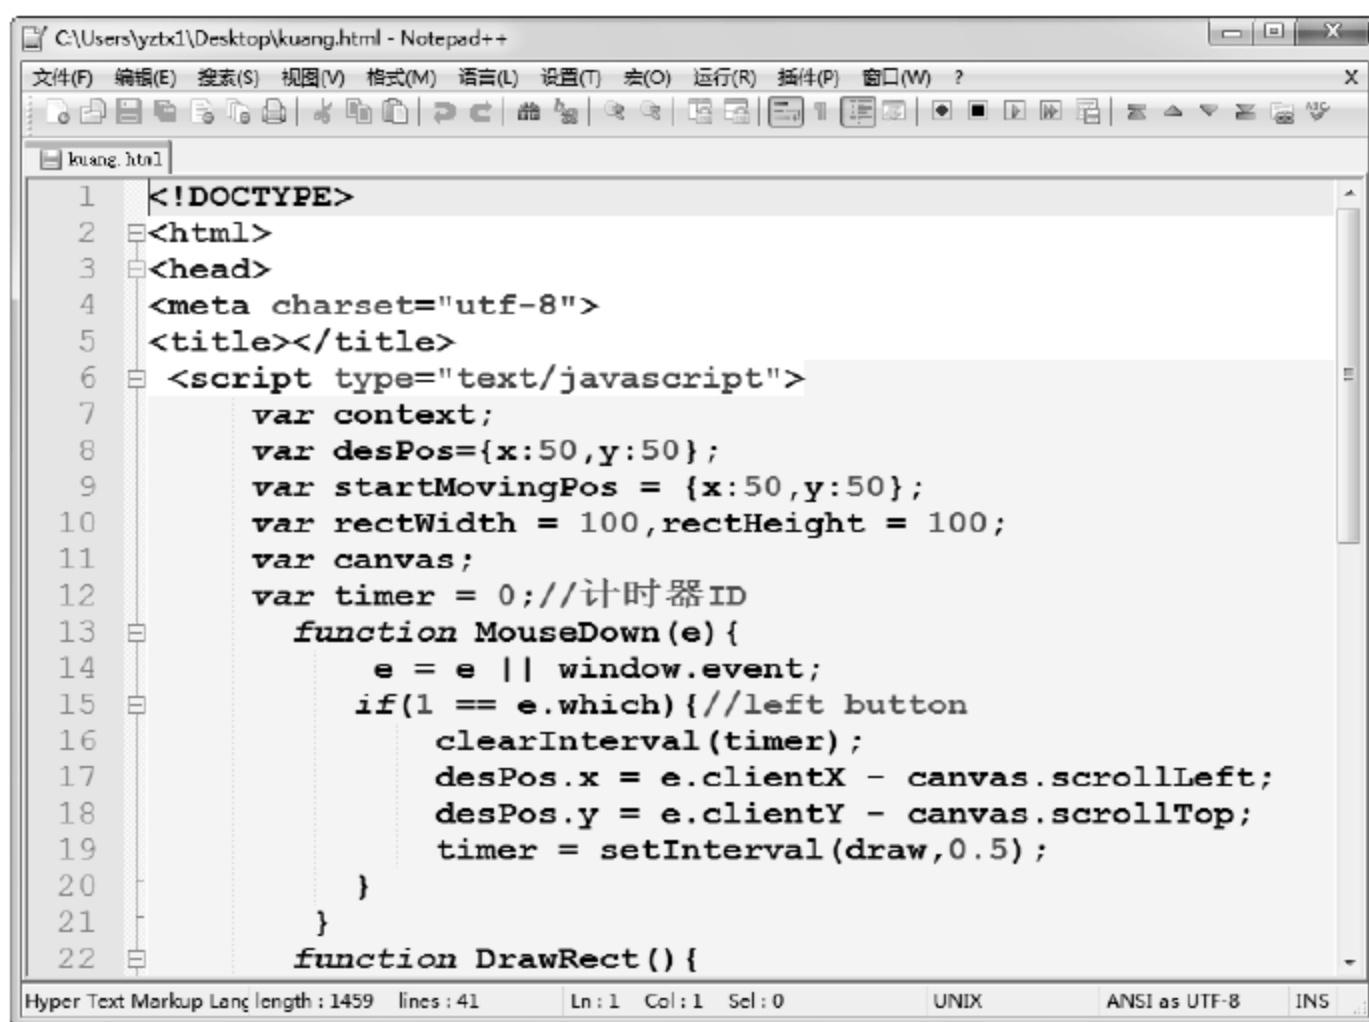 C:\Users\yztx1\Desktop\kuang.html - Notepad++
文件(F) 编辑(E) 搜索(S) 视图(V) 格式(M) 语言(L) 设置(T) 宏(O) 运行(R) 插件(P) 窗口(W) ? X
kuang.html
1 <!DOCTYPE>
2 <html>
3 <head>
4 <meta charset="utf-8">
5 <title></title>
6 <script type="text/javascript">
7 var context;
8 var desPos={x:50,y:50};
9 var startMovingPos = {x:50,y:50};
10 var rectWidth = 100,rectHeight = 100;
11 var canvas;
12 var timer = 0;//计时器ID
13 function MouseDown(e){
14 e = e || window.event;
15 if(1 == e.which){//left button
16 clearInterval(timer);
17 desPos.x = e.clientX - canvas.scrollLeft;
18 desPos.y = e.clientY - canvas.scrollTop;
19 timer = setInterval(draw,0.5);
20 }
21 }
22 function DrawRect(){
Hyper Text Markup Lang length : 1459 lines : 41 Ln : 1 Col : 1 Sel : 0 UNIX ANSI as UTF-8 INS